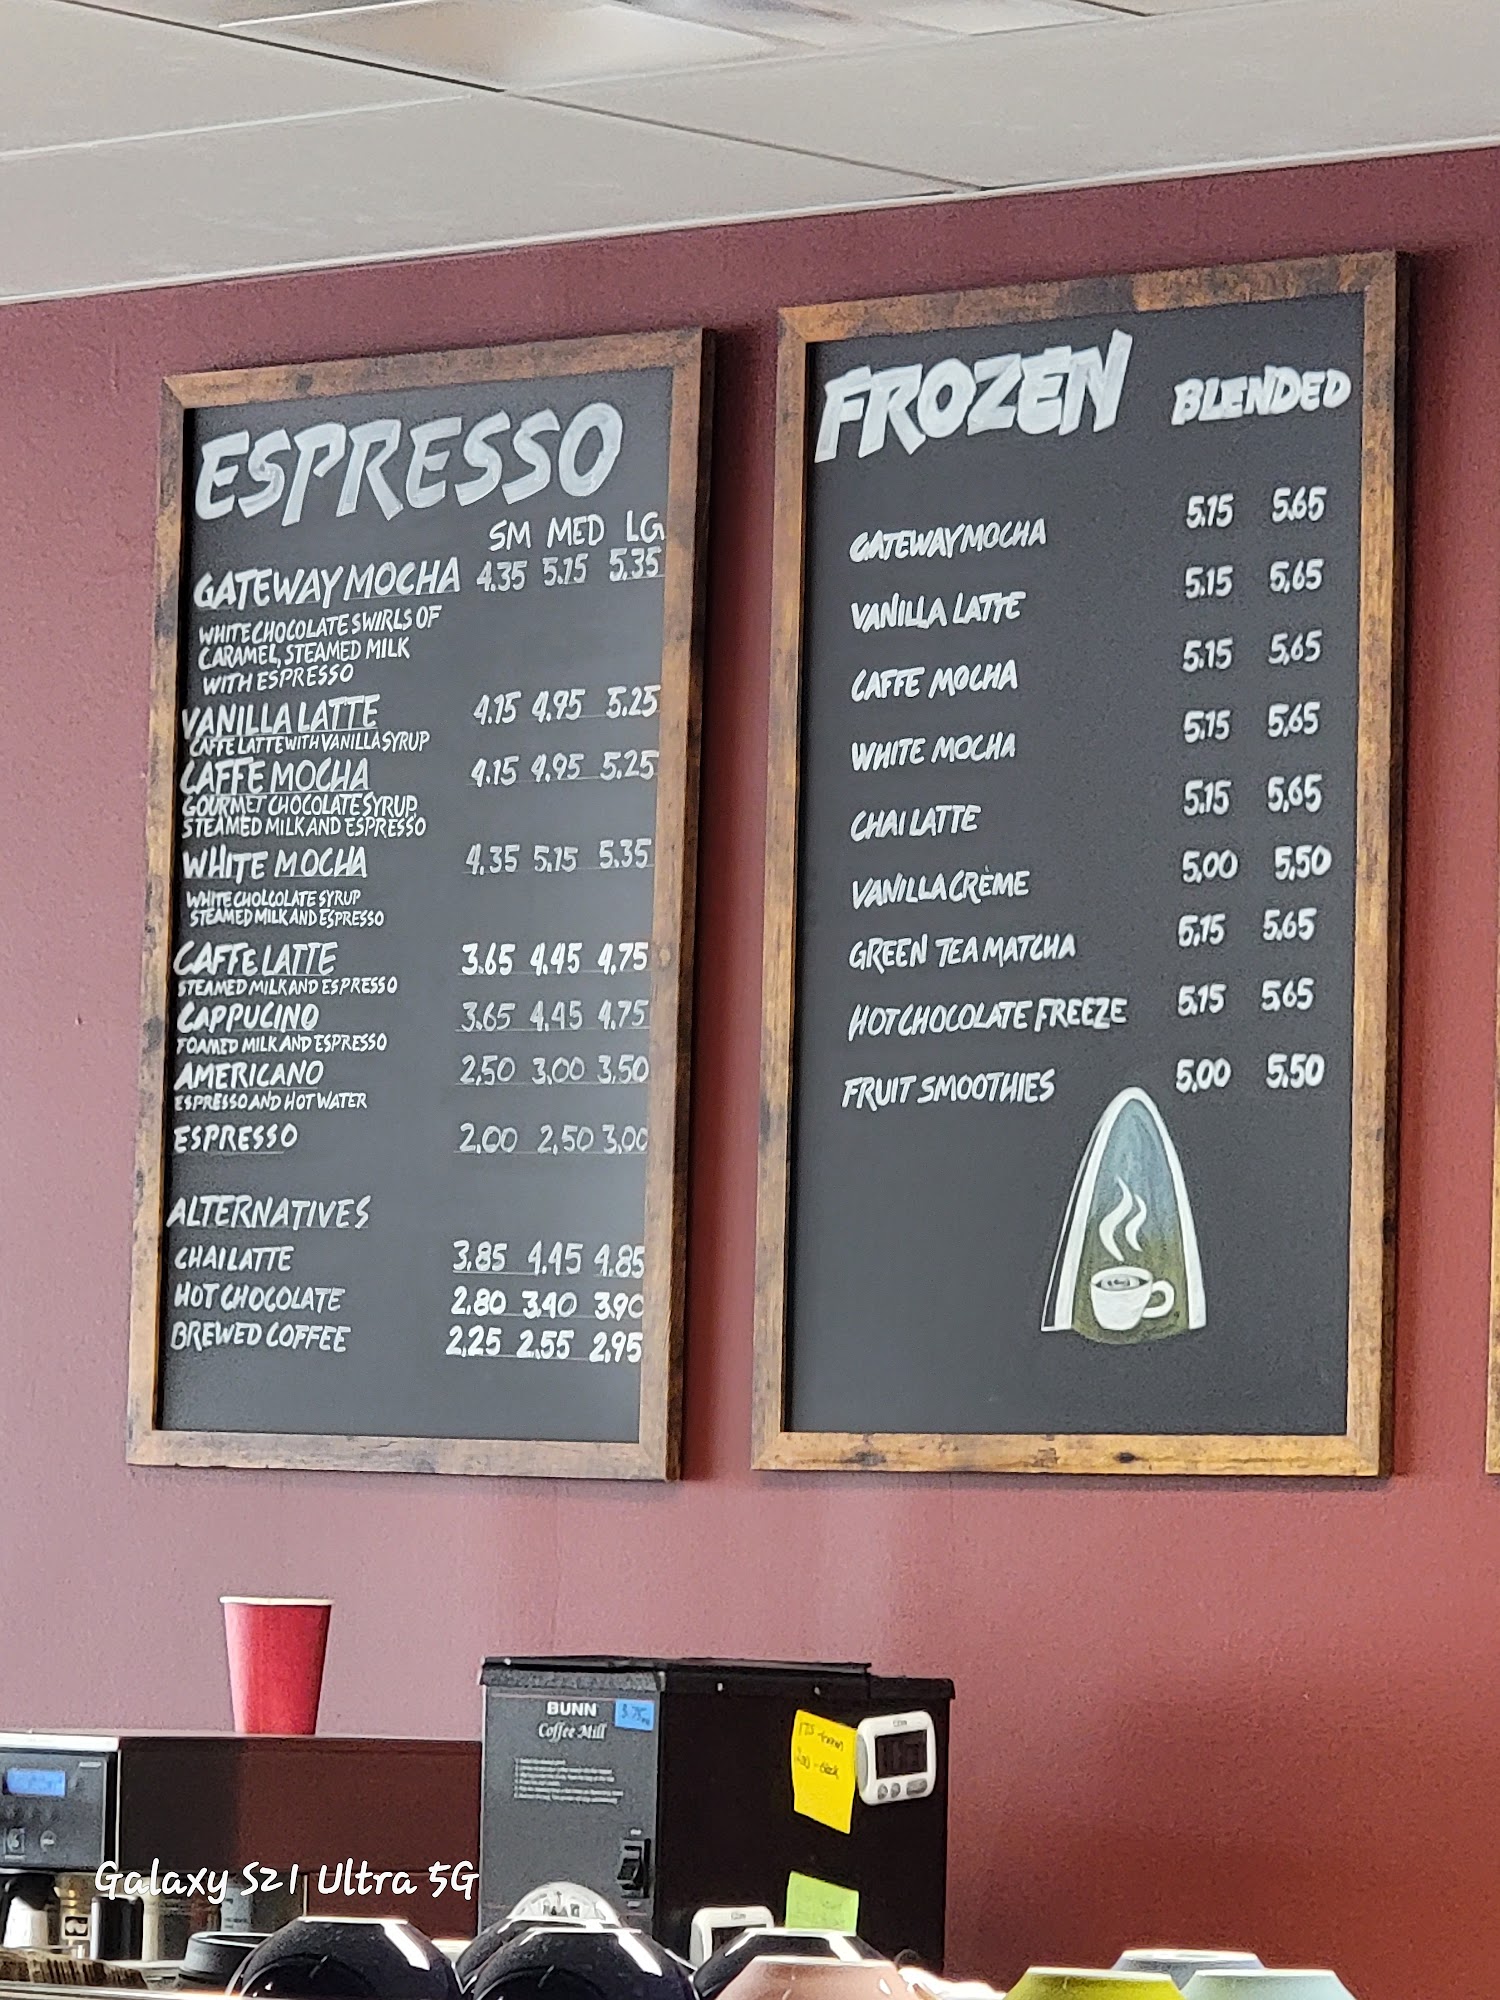 ESPRESSO
SM MED LG
GATEWAY MOCHA 4.35 5.15 5.35
WHITE CHOCOLATE SWIRLS OF
CARAMEL, STEAMED MILK
WITH ESPRESSO
VANILLA LATTE 4.15 4.95 5.25
CAFFE LATTE WITH VANILLA SYRUP
CAFFE MOCHA 4.15 4.95 5.25
GOURMET CHOCOLATE SYRUP,
STEAMED MILK AND ESPRESSO
WHITE MOCHA 4.35 5.15 5.35
WHITE CHOLCOLATE SYRUP
STEAMED MILK AND ESPRESSO
CAFFE LATTE 3.65 4.45 4.75
STEAMED MILK AND ESPRESSO
CAPPUCINO 3.65 4.45 4.75
FOAMED MILK AND ESPRESSO
AMERICANO 2.50 3.00 3.50
ESPRESSO AND HOT WATER
ESPRESSO 2.00 2.50 3.00
ALTERNATIVES
CHAI LATTE 3.85 4.45 4.85
HOT CHOCOLATE 2.80 3.40 3.90
BREWED COFFEE 2.25 2.55 2.95
FROZEN BLENDED
GATEWAY MOCHA 5.15 5.65
VANILLA LATTE 5.15 5.65
CAFFE MOCHA 5.15 5.65
WHITE MOCHA 5.15 5.65
CHAI LATTE 5.15 5.65
VANILLA CRÈME 5.00 5.50
GREEN TEA MATCHA 5.15 5.65
HOT CHOCOLATE FREEZE 5.15 5.65
FRUIT SMOOTHIES 5.00 5.50
BUNN
Coffee Mill
Galaxy S21 Ultra 5G